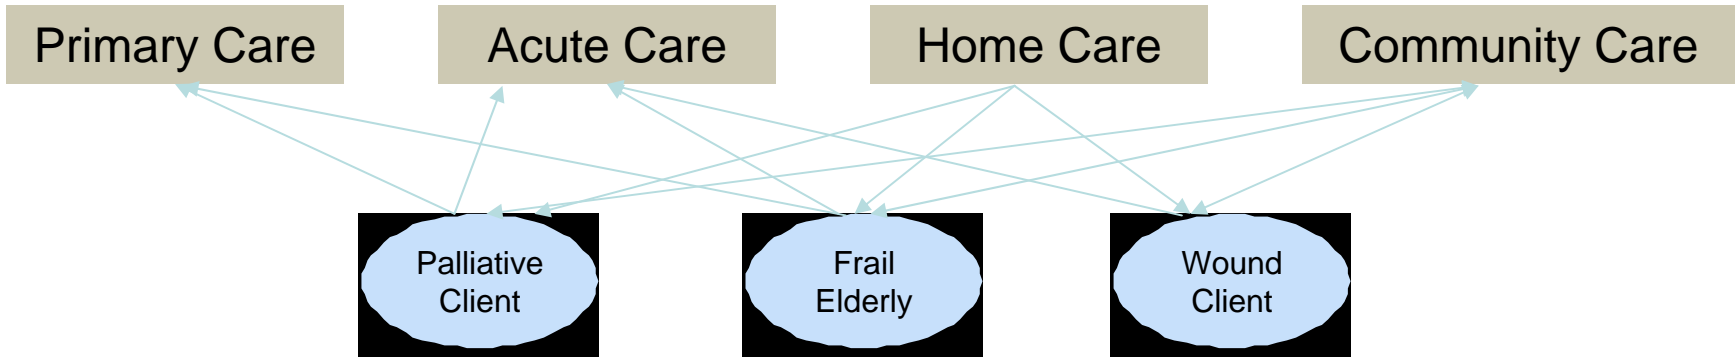 Primary Care
Acute Care
Home Care
Community Care
Palliative
Client
Frail
Elderly
Wound
Client